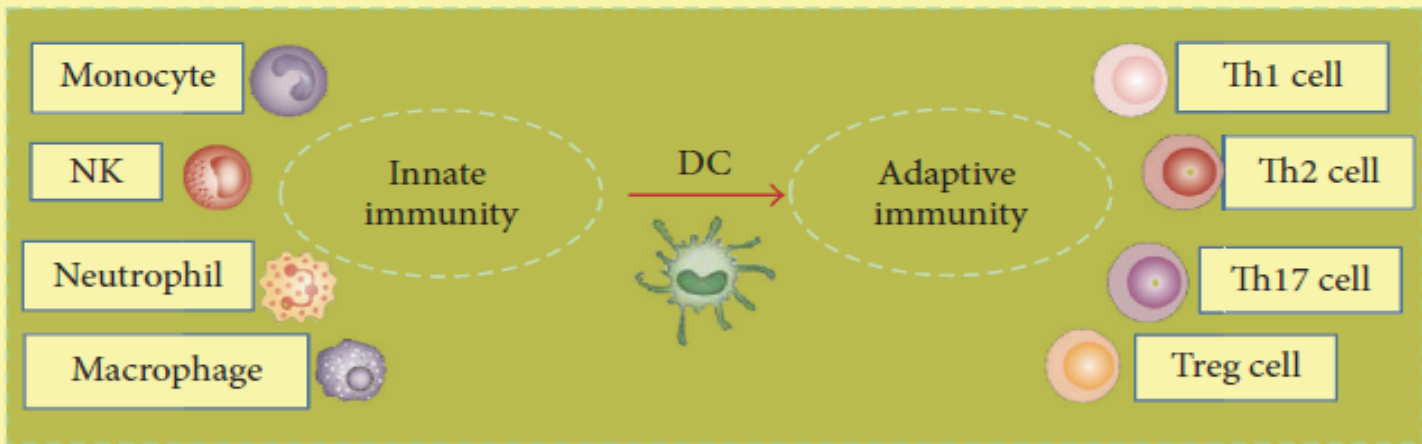 Monocyte
NK
Neutrophil
Macrophage
Innate
immunity
DC
Adaptive
immunity
Th1 cell
Th2 cell
Th17 cell
Treg cell